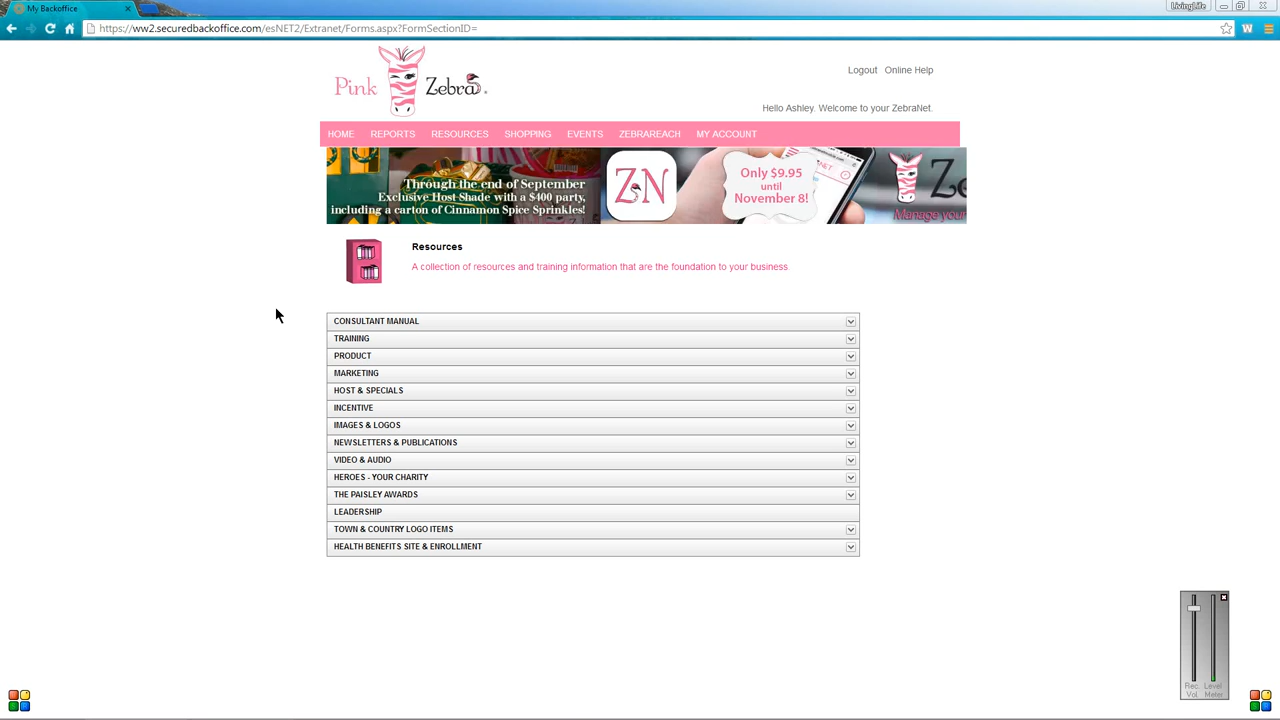 My Backoffice
LivingLife
https://ww2.securedbackoffice.com/esNET2/Extranet/Forms.aspx?FormSectionID=
Pink Zebra
Logout Online Help
Hello Ashley. Welcome to your ZebraNet.
HOME REPORTS RESOURCES SHOPPING EVENTS ZEBRAREACH MY ACCOUNT
Through the end of September
Exclusive Host Shade with a $400 party,
including a carton of Cinnamon Spice Sprinkles!
ZN
Only $9.95
until
November 8!
Manage your
Resources
A collection of resources and training information that are the foundation to your business.
CONSULTANT MANUAL
TRAINING
PRODUCT
MARKETING
HOST & SPECIALS
INCENTIVE
IMAGES & LOGOS
NEWSLETTERS & PUBLICATIONS
VIDEO & AUDIO
HEROES - YOUR CHARITY
THE PAISLEY AWARDS
LEADERSHIP
TOWN & COUNTRY LOGO ITEMS
HEALTH BENEFITS SITE & ENROLLMENT
Rec. Level
Vol Meter